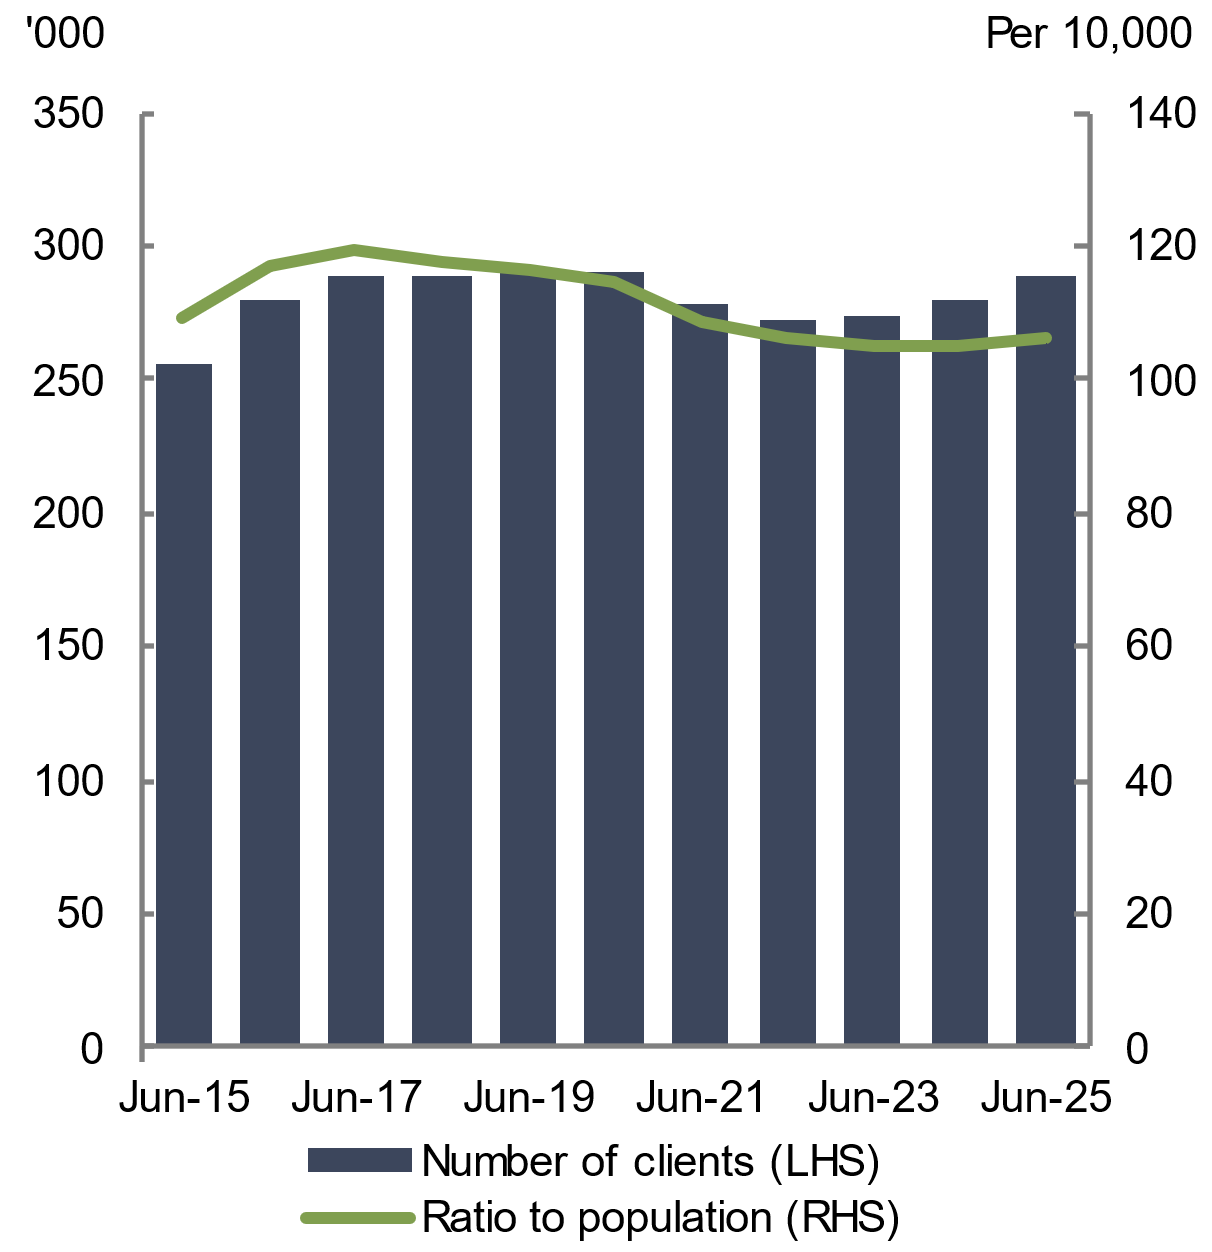 '000 Per 10,000
350 140
300 120
250 100
200 80
150 60
100 40
50 20
0 0
Jun-15 Jun-17 Jun-19 Jun-21 Jun-23 Jun-25
Number of clients (LHS)
Ratio to population (RHS)